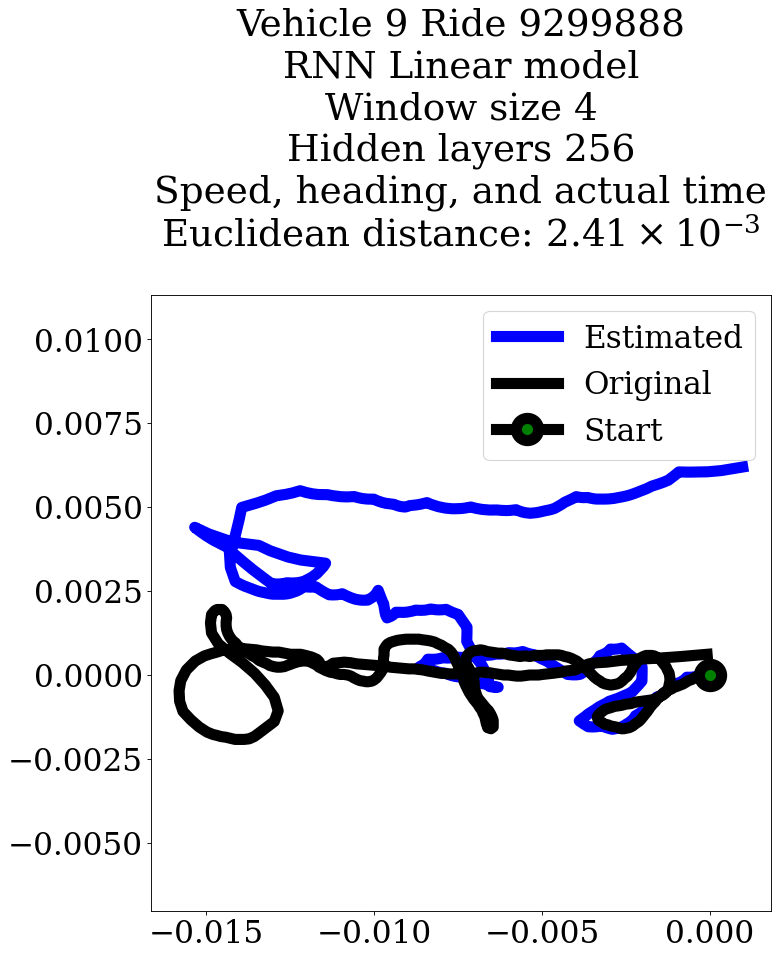 Vehicle 9 Ride 9299888
RNN Linear model
Window size 4
Hidden layers 256
Speed, heading, and actual time
Euclidean distance: 2.41 × 10⁻³
Estimated
Original
Start
0.0100
0.0075
0.0050
0.0025
0.0000
−0.0025
−0.0050
−0.015 −0.010 −0.005 0.000